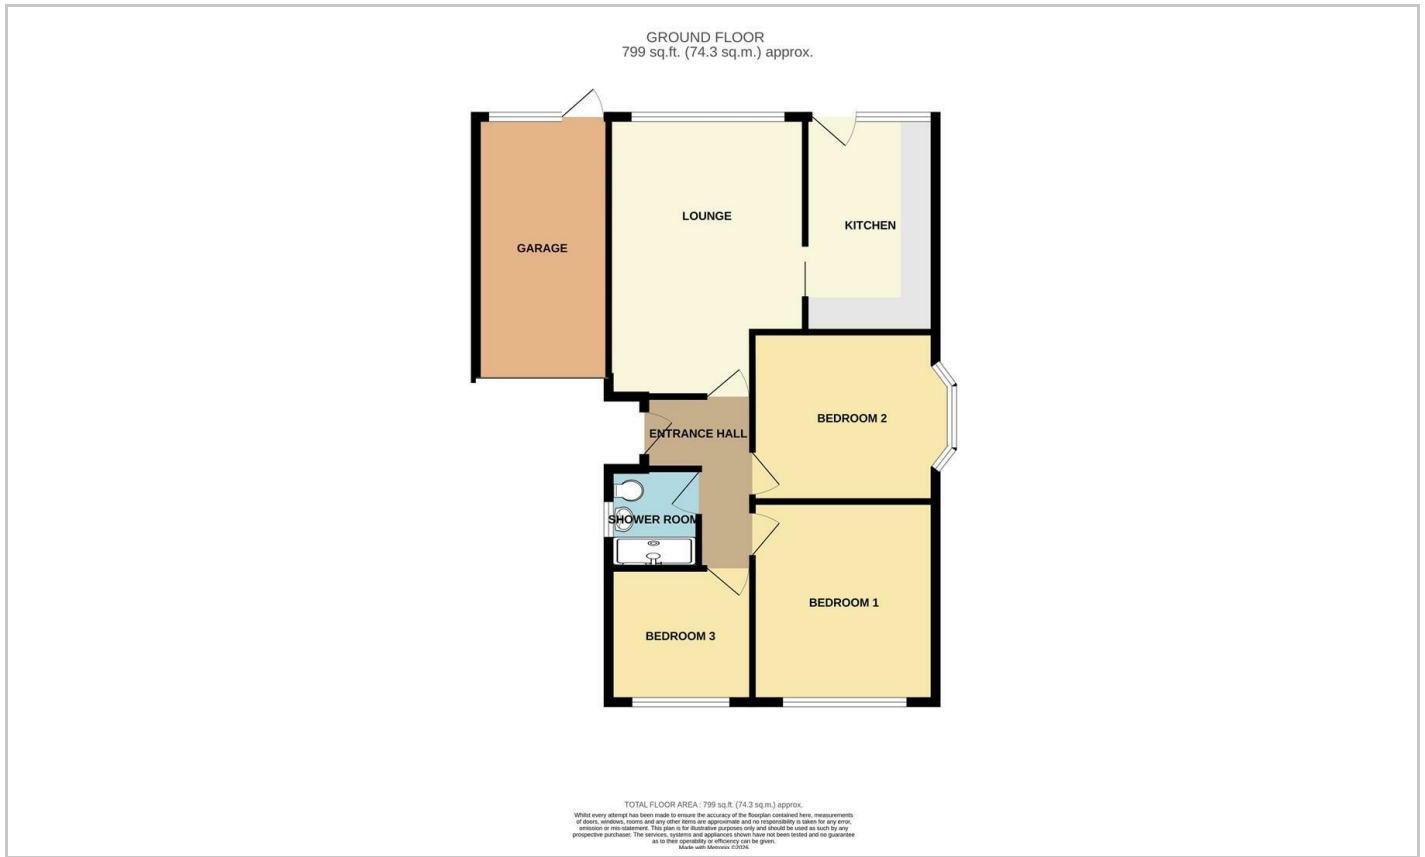 GROUND FLOOR
799 sq.ft. (74.3 sq.m.) approx.
LOUNGE
KITCHEN
GARAGE
BEDROOM 2
ENTRANCE HALL
SHOWER ROOM
BEDROOM 1
BEDROOM 3
TOTAL FLOOR AREA : 799 sq.ft. (74.3 sq.m.) approx.
Whilst every attempt has been made to ensure the accuracy of the floorplan contained here, measurements
of doors, windows, rooms and any other items are approximate and no responsibility is taken for any error,
omission or mis-statement. This plan is for illustrative purposes only and should be used as such by any
prospective purchaser. The services, systems and appliances shown have not been tested and no guarantee
as to their operability or efficiency can be given.
Made with Metropix ©2026